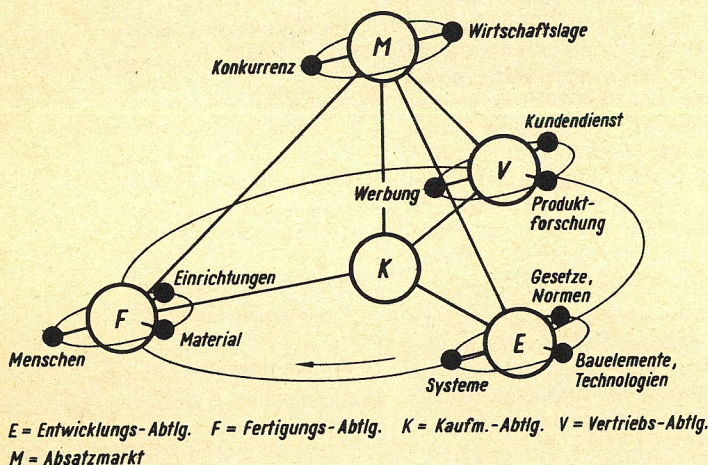 M
Wirtschaftslage
Konkurrenz
Kundendienst
V
Werbung
Produkt-
forschung
K
Einrichtungen
Gesetze,
Normen
F
Material
E
Menschen
Systeme
Bauelemente,
Technologien
E = Entwicklungs-Abtlg. F = Fertigungs-Abtlg. K = Kaufm.-Abtlg. V = Vertriebs-Abtlg.
M = Absatzmarkt